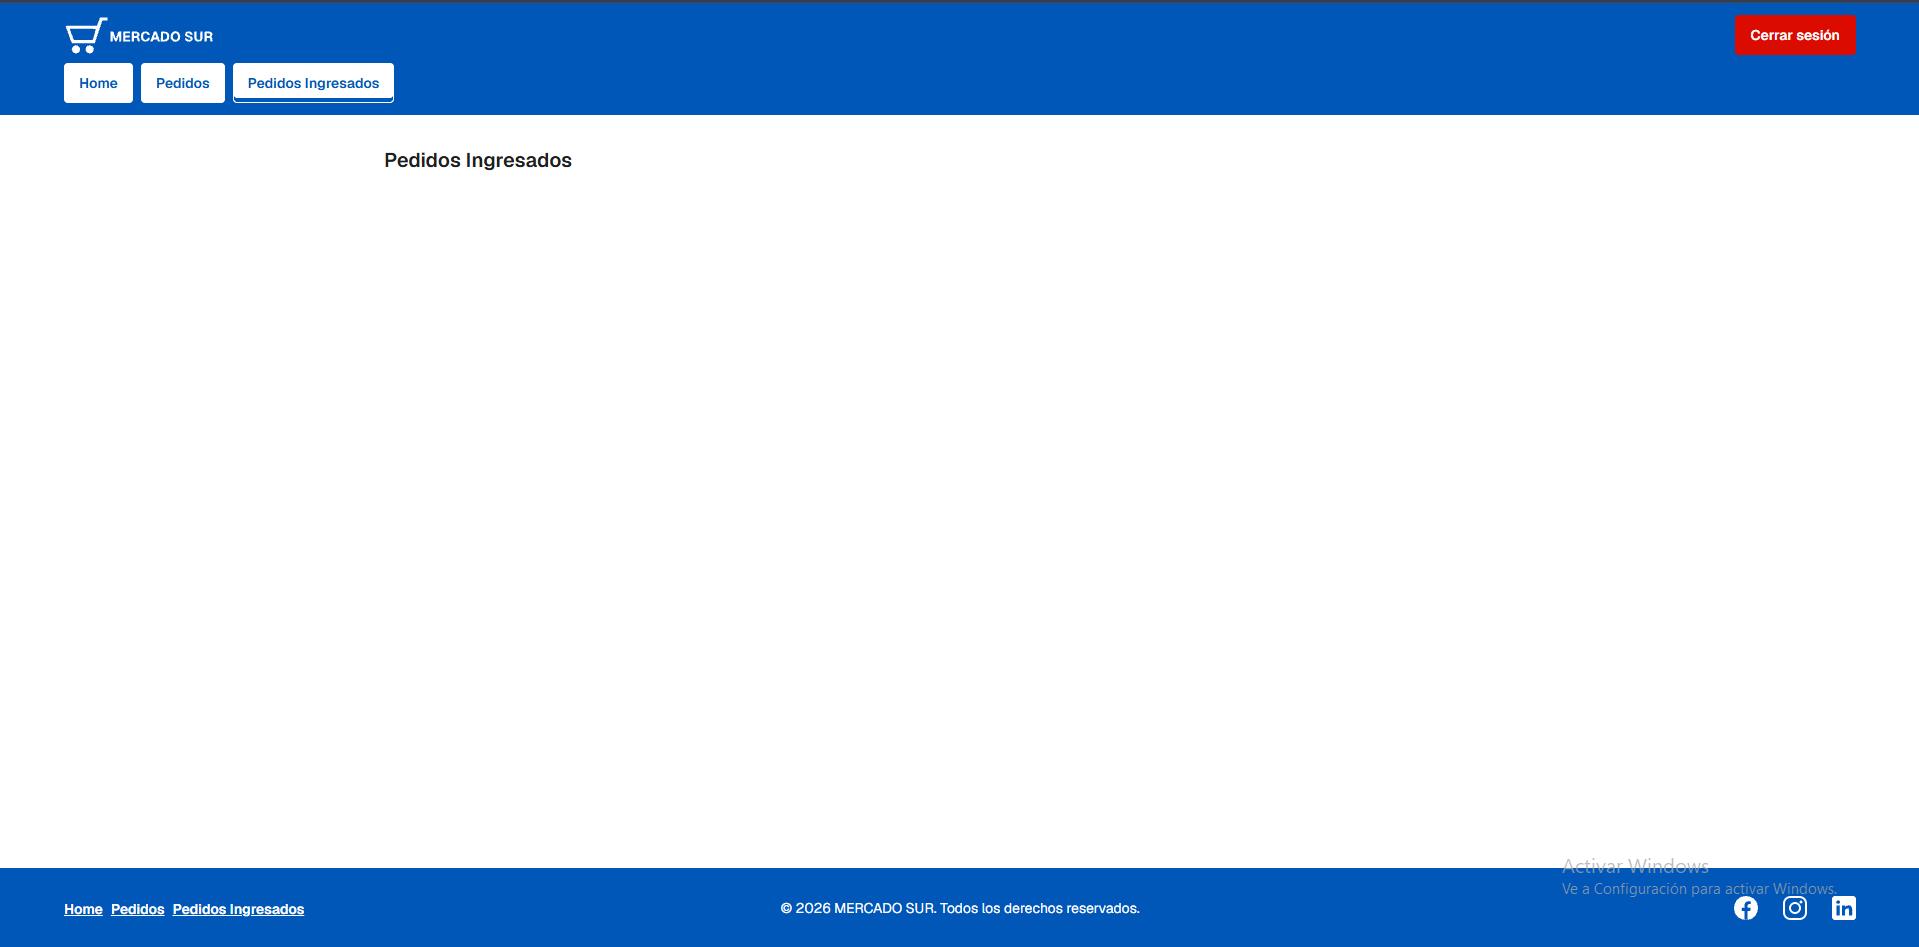 MERCADO SUR
Cerrar sesión
Home
Pedidos
Pedidos Ingresados
Pedidos Ingresados
Activar Windows
Ve a Configuración para activar Windows.
Home Pedidos Pedidos Ingresados
© 2026 MERCADO SUR. Todos los derechos reservados.